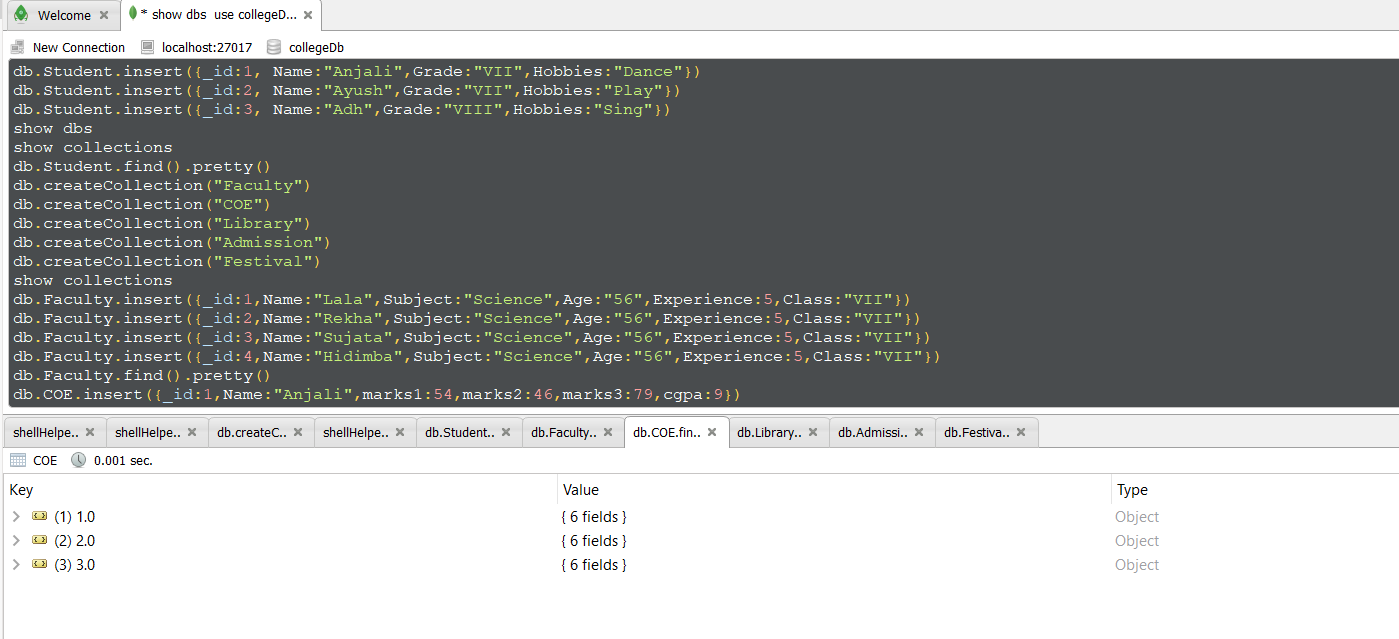 Welcome
* show dbs  use collegeD...
New Connection localhost:27017 collegeDb
db.Student.insert({_id:1, Name:"Anjali",Grade:"VII",Hobbies:"Dance"})
db.Student.insert({_id:2, Name:"Ayush",Grade:"VII",Hobbies:"Play"})
db.Student.insert({_id:3, Name:"Adh",Grade:"VIII",Hobbies:"Sing"})
show dbs
show collections
db.Student.find().pretty()
db.createCollection("Faculty")
db.createCollection("COE")
db.createCollection("Library")
db.createCollection("Admission")
db.createCollection("Festival")
show collections
db.Faculty.insert({_id:1,Name:"Lala",Subject:"Science",Age:"56",Experience:5,Class:"VII"})
db.Faculty.insert({_id:2,Name:"Rekha",Subject:"Science",Age:"56",Experience:5,Class:"VII"})
db.Faculty.insert({_id:3,Name:"Sujata",Subject:"Science",Age:"56",Experience:5,Class:"VII"})
db.Faculty.insert({_id:4,Name:"Hidimba",Subject:"Science",Age:"56",Experience:5,Class:"VII"})
db.Faculty.find().pretty()
db.COE.insert({_id:1,Name:"Anjali",marks1:54,marks2:46,marks3:79,cgpa:9})
shellHelpe.. shellHelpe.. db.createC.. shellHelpe.. db.Student.. db.Faculty.. db.COE.fin.. db.Library.. db.Admissi.. db.Festiva..
COE 0.001 sec.
Key Value Type
(1) 1.0 { 6 fields } Object
(2) 2.0 { 6 fields } Object
(3) 3.0 { 6 fields } Object